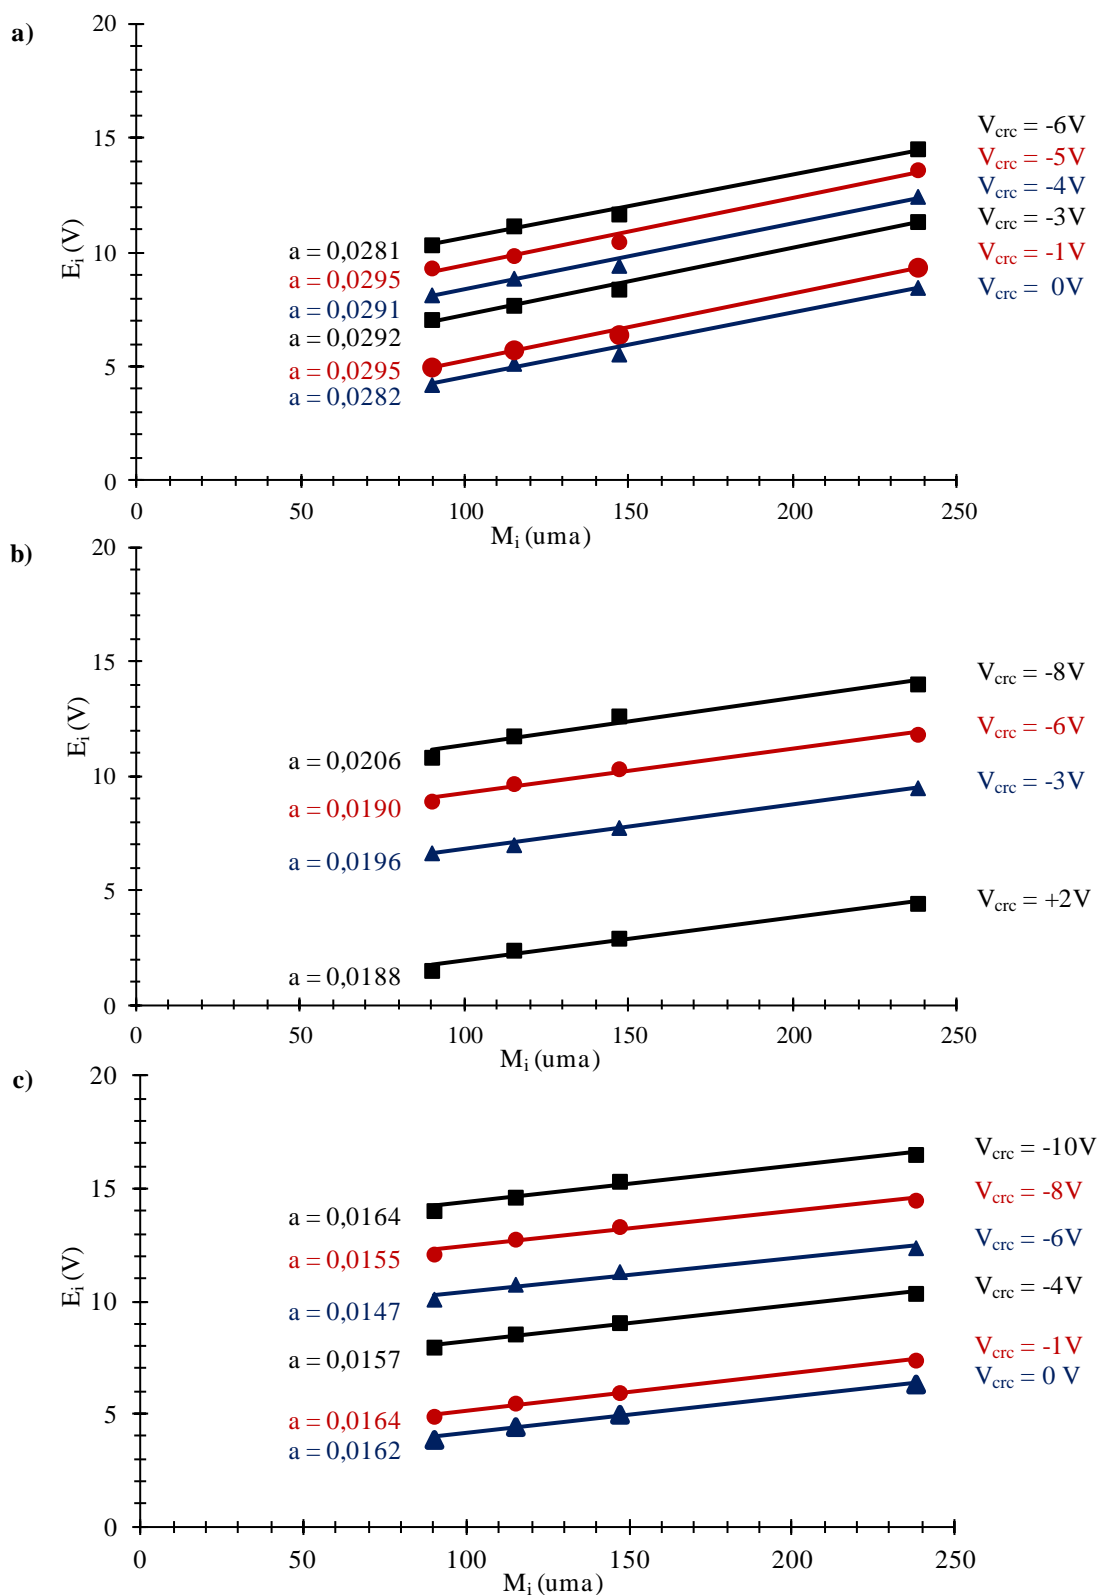 a)
20
15
10
5
0
E_i (V)
V_crc = -6V
V_crc = -5V
V_crc = -4V
V_crc = -3V
V_crc = -1V
V_crc = 0V
a = 0,0281
a = 0,0295
a = 0,0291
a = 0,0292
a = 0,0295
a = 0,0282
0 50 100 150 200 250
M_i (uma)
b)
20
15
10
5
0
E_i (V)
V_crc = -8V
V_crc = -6V
V_crc = -3V
V_crc = +2V
a = 0,0206
a = 0,0190
a = 0,0196
a = 0,0188
0 50 100 150 200 250
M_i (uma)
c)
20
15
10
5
0
E_i (V)
V_crc = -10V
V_crc = -8V
V_crc = -6V
V_crc = -4V
V_crc = -1V
V_crc = 0 V
a = 0,0164
a = 0,0155
a = 0,0147
a = 0,0157
a = 0,0164
a = 0,0162
0 50 100 150 200 250
M_i (uma)